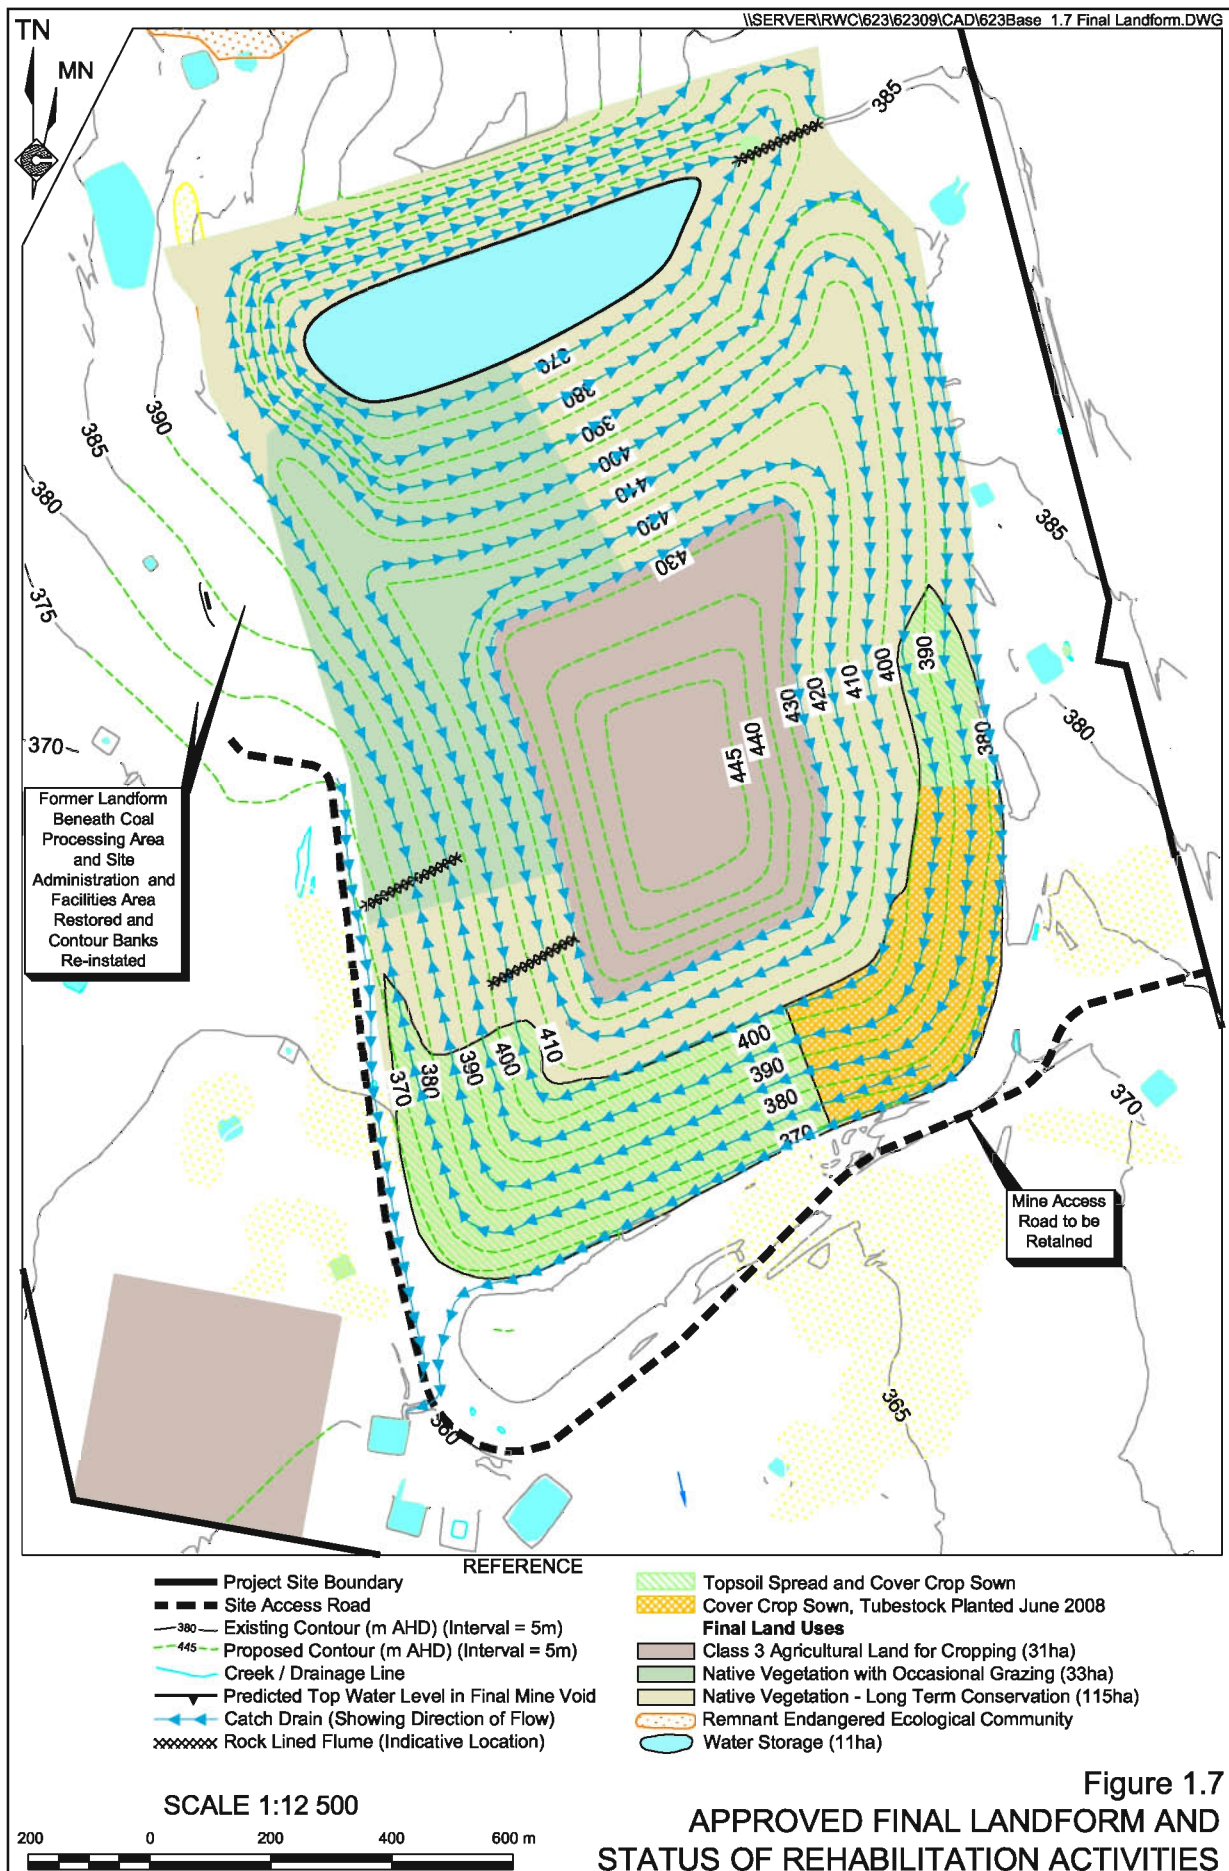 \\SERVER\RWC\623\62309\CAD\623Base 1.7 Final Landform.DWG
TN
MN
385
390
385
380
375
370
370
380
390
400
410
420
430
385
380
390
400
410
420
430
440
445
380
Former Landform
Beneath Coal
Processing Area
and Site
Administration and
Facilities Area
Restored and
Contour Banks
Re-instated
410
400
390
380
370
400
390
380
370
370
Mine Access
Road to be
Retained
365
360
REFERENCE
Project Site Boundary
Site Access Road
380 Existing Contour (m AHD) (Interval = 5m)
445 Proposed Contour (m AHD) (Interval = 5m)
Creek / Drainage Line
Predicted Top Water Level in Final Mine Void
Catch Drain (Showing Direction of Flow)
Rock Lined Flume (Indicative Location)
Topsoil Spread and Cover Crop Sown
Cover Crop Sown, Tubestock Planted June 2008
Final Land Uses
Class 3 Agricultural Land for Cropping (31ha)
Native Vegetation with Occasional Grazing (33ha)
Native Vegetation - Long Term Conservation (115ha)
Remnant Endangered Ecological Community
Water Storage (11ha)
SCALE 1:12 500
200 0 200 400 600 m
Figure 1.7
APPROVED FINAL LANDFORM AND
STATUS OF REHABILITATION ACTIVITIES